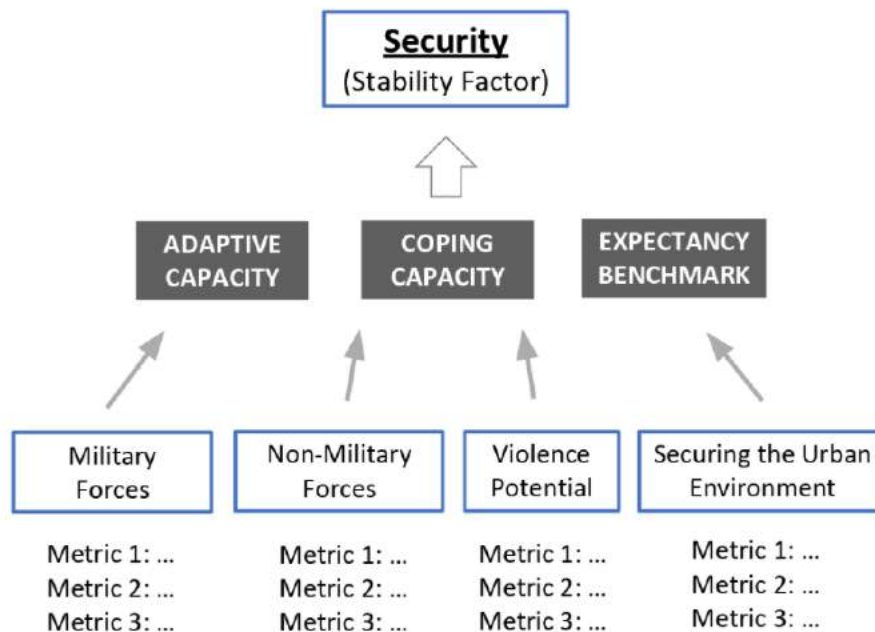 Security
(Stability Factor)
ADAPTIVE
CAPACITY
COPING
CAPACITY
EXPECTANCY
BENCHMARK
Military
Forces
Non-Military
Forces
Violence
Potential
Securing the Urban
Environment
Metric 1: ...
Metric 2: ...
Metric 3: ...
Metric 1: ...
Metric 2: ...
Metric 3: ...
Metric 1: ...
Metric 2: ...
Metric 3: ...
Metric 1: ...
Metric 2: ...
Metric 3: ...